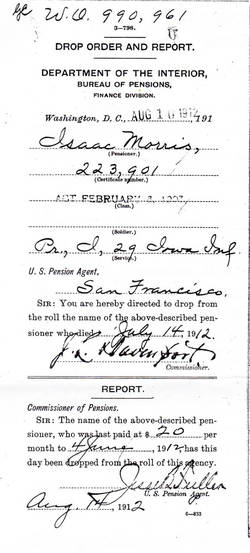 W.O. 990,961
3-798.
DROP ORDER AND REPORT.
DEPARTMENT OF THE INTERIOR,
BUREAU OF PENSIONS,
FINANCE DIVISION.
Washington, D. C., AUG 10 1912, 191
Isaac Morris,
(Pensioner.)
223,901
(Certificate number.)
ACT FEBRUARY 6, 1907.
(Class.)
(Soldier.)
Pr., I, 29 Iowa Inf.
(Service.)
U. S. Pension Agent,
San Francisco.
SIR: You are hereby directed to drop from
the roll the name of the above-described pen-
sioner who died July 14, 1912.
J. L. Davenport,
Commissioner.
REPORT.
Commissioner of Pensions.
SIR: The name of the above-described pen-
sioner, who was last paid at $ 20 per
month to 4 June, 1912 has
this day been dropped from the roll of this agency.
Fuller
U. S. Pension Agent.
Aug. 14 1912
6-833